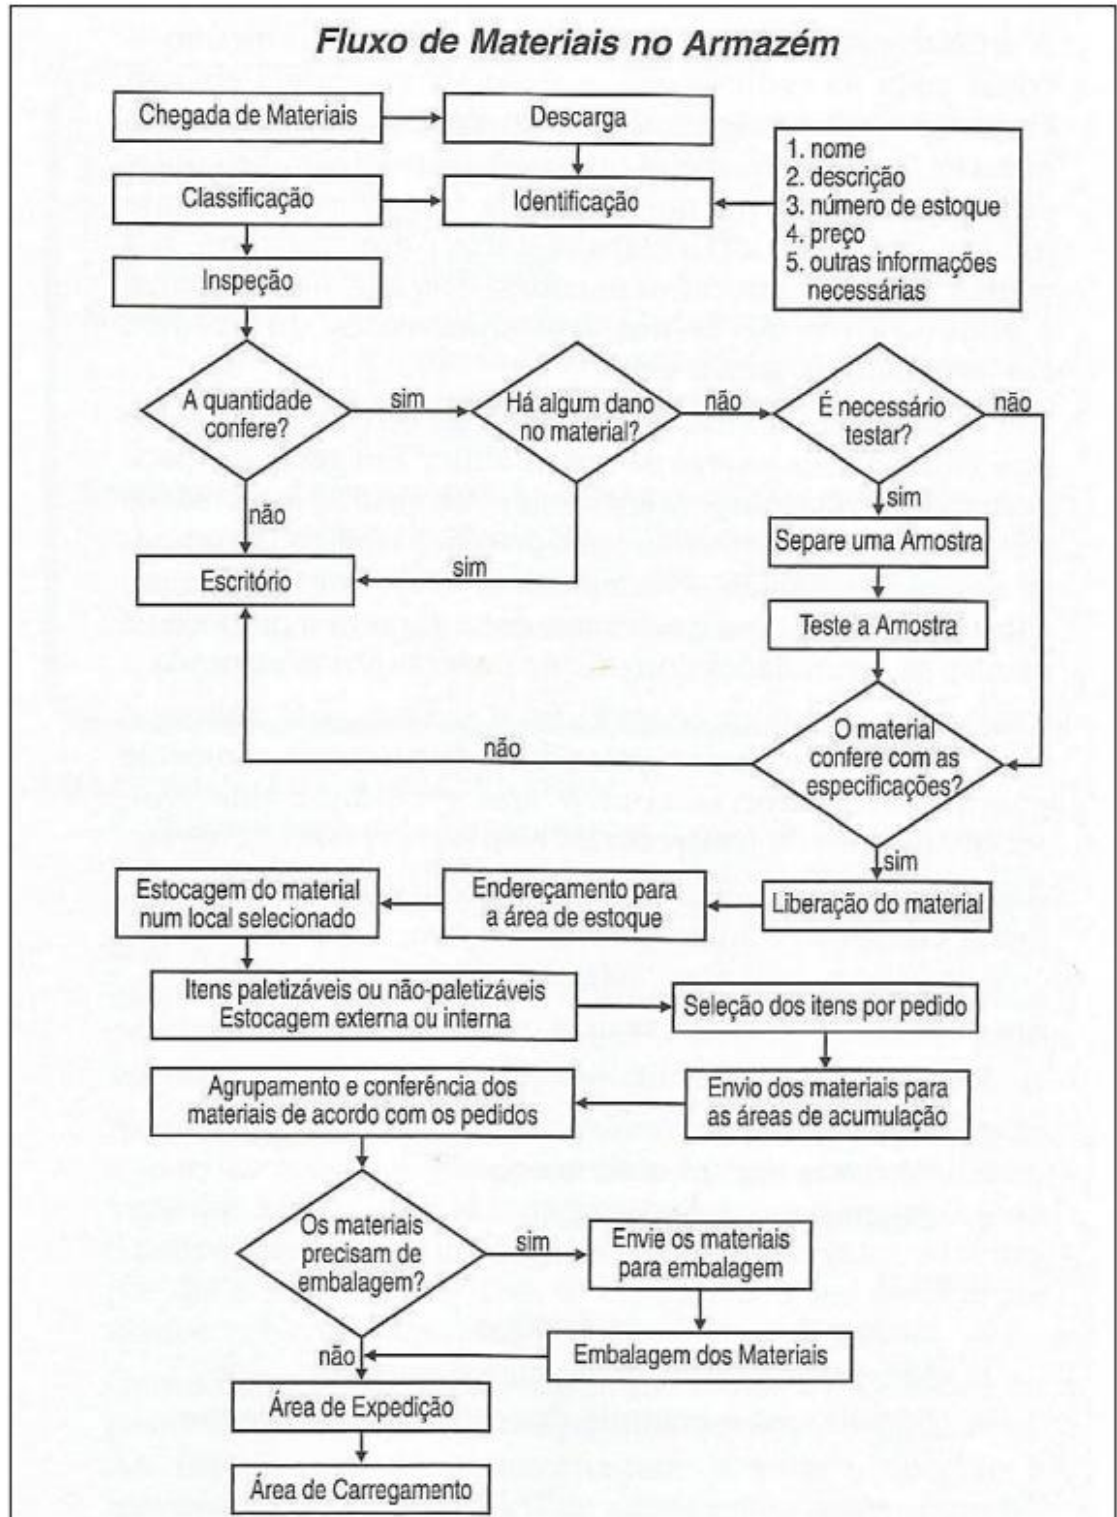 Fluxo de Materiais no Armazém
Chegada de Materiais
Descarga
1. nome
2. descrição
3. número de estoque
4. preço
5. outras informações
necessárias
Classificação
Identificação
Inspeção
A quantidade
confere?
sim
Há algum dano
no material?
não
É necessário
testar?
não
não
sim
sim
Separe uma Amostra
Escritório
Teste a Amostra
não
O material
confere com as
especificações?
sim
Estocagem do material
num local selecionado
Endereçamento para
a área de estoque
Liberação do material
Itens paletizáveis ou não-paletizáveis
Estocagem externa ou interna
Seleção dos itens por pedido
Agrupamento e conferência dos
materiais de acordo com os pedidos
Envio dos materiais para
as áreas de acumulação
Os materiais
precisam de
embalagem?
sim
Envie os materiais
para embalagem
não
Embalagem dos Materiais
Área de Expedição
Área de Carregamento